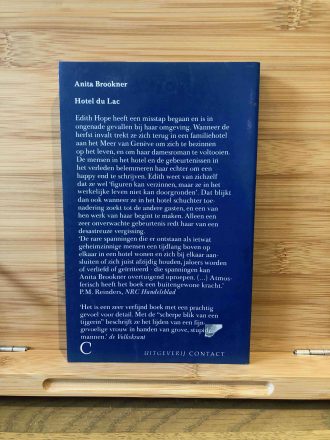 Anita Brookner
Hotel du Lac
Edith Hope heeft een misstap begaan en is in
ongenade gevallen bij haar omgeving. Wanneer de
herfst invalt trekt ze zich terug in een familiehotel
aan het Meer van Genève om zich te bezinnen
op het leven, en om haar damesroman te voltooien.
De mensen in het hotel en de gebeurtenissen in
het verleden belemmeren haar echter om een
happy end te schrijven. Edith weet van zichzelf
dat ze wel 'figuren kan verzinnen, maar ze in het
werkelijke leven niet kan doorgronden'. Dat blijkt
dan ook wanneer ze in het hotel schuchter toe-
nadering zoekt tot de andere gasten, en een van
hen werk van haar begint te maken. Alleen een
zeer onverwachte gebeurtenis redt haar van een
desastreuze vergissing.
'De rare spanningen die er ontstaan als ietwat
geheimzinnige mensen een tijdlang boven op
elkaar in een hotel wonen en zich bij elkaar aan-
sluiten of zich juist afzijdig houden, jaloers worden
of verliefd of geïrriteerd - die spanningen kan
Anita Brookner overtuigend oproepen. (...) Atmos-
ferisch heeft het boek een buitengewone kracht.'
P.M. Reinders, NRC Handelsblad
'Het is een zeer verfijnd boek met een prachtig
gevoel voor detail. Met de "scherpe blik van een
tijgerin" beschrijft ze het lijden van een fijn-
gevoelige vrouw in handen van grove, stupide
mannen.' de Volkskrant
C UITGEVERIJ CONTACT